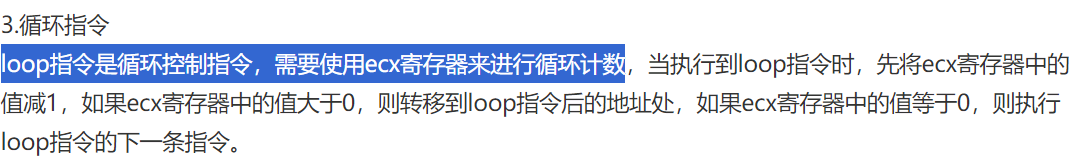 3.循环指令
loop指令是循环控制指令，需要使用ecx寄存器来进行循环计数，当执行到loop指令时，先将ecx寄存器中的
值减1，如果ecx寄存器中的值大于0，则转移到loop指令后的地址处，如果ecx寄存器中的值等于0，则执行
loop指令的下一条指令。